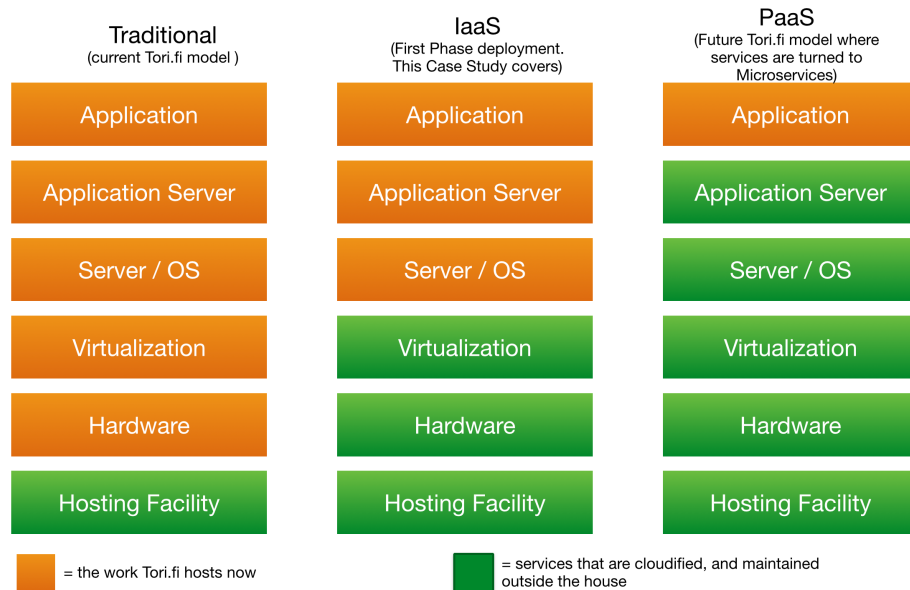 Traditional
(current Tori.fi model )
Application
Application Server
Server / OS
Virtualization
Hardware
Hosting Facility
IaaS
(First Phase deployment.
This Case Study covers)
Application
Application Server
Server / OS
Virtualization
Hardware
Hosting Facility
PaaS
(Future Tori.fi model where
services are turned to
Microservices)
Application
Application Server
Server / OS
Virtualization
Hardware
Hosting Facility
= the work Tori.fi hosts now
= services that are cloudified, and maintained
outside the house